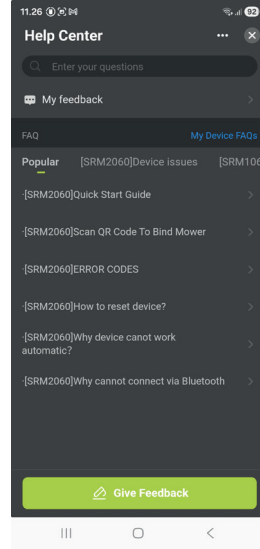 11.26
92
Help Center
Enter your questions
My feedback
FAQ My Device FAQs
Popular [SRM2060]Device issues [SRM106
·[SRM2060]Quick Start Guide
·[SRM2060]Scan QR Code To Bind Mower
·[SRM2060]ERROR CODES
·[SRM2060]How to reset device?
·[SRM2060]Why device canot work
automatic?
·[SRM2060]Why cannot connect via Bluetooth
Give Feedback